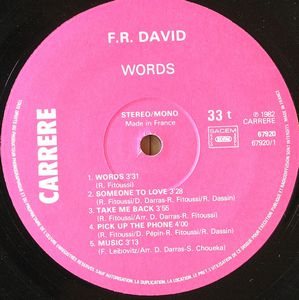 F.R. DAVID
WORDS
CARRERE
STEREO/MONO
Made in France
33 t
SACEM
℗ 1982
CARRERE
67920
67920/1
1 WORDS 3'31
(R. Fitoussi)
2 SOMEONE TO LOVE 3'28
(R. Fitoussi/D. Darras-R. Fitoussi/R. Dassin)
3 TAKE ME BACK 3'55
(R. Fitoussi/Arr. D. Darras-R. Fitoussi)
4 PICK UP THE PHONE 4'00
(R. Fitoussi/D. Pépin-R. Fitoussi/R. Dassin)
5 MUSIC 3'13
(F. Leibovitz/Arr. D. Darras-S. Choueka)